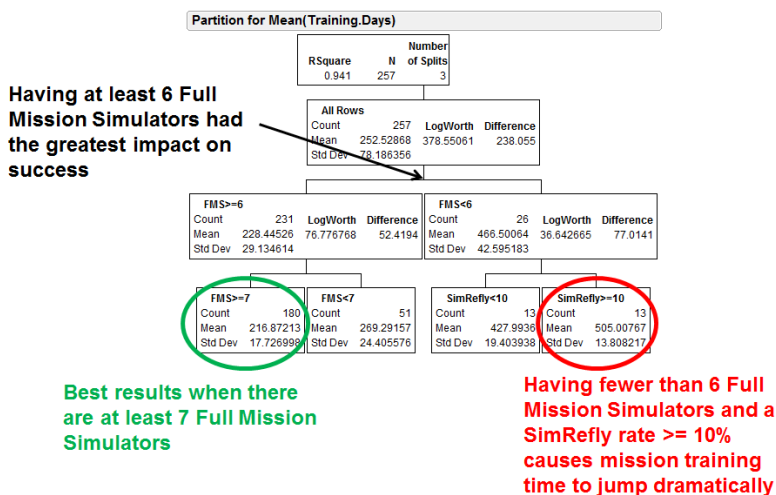 Partition for Mean(Training.Days)
Number
RSquare N of Splits
0.941 257 3
Having at least 6 Full
Mission Simulators had
the greatest impact on
success
All Rows
Count 257 LogWorth Difference
Mean 252.52868 378.55061 238.055
Std Dev 78.186356
FMS>=6
Count 231 LogWorth Difference
Mean 228.44526 76.776768 52.4194
Std Dev 29.134614
FMS<6
Count 26 LogWorth Difference
Mean 466.50064 36.642665 77.0141
Std Dev 42.595183
FMS>=7
Count 180
Mean 216.87213
Std Dev 17.726998
FMS<7
Count 51
Mean 269.29157
Std Dev 24.405576
SimRefly<10
Count 13
Mean 427.9936
Std Dev 19.403938
SimRefly>=10
Count 13
Mean 505.00767
Std Dev 13.808217
Best results when there
are at least 7 Full Mission
Simulators
Having fewer than 6 Full
Mission Simulators and a
SimRefly rate >= 10%
causes mission training
time to jump dramatically